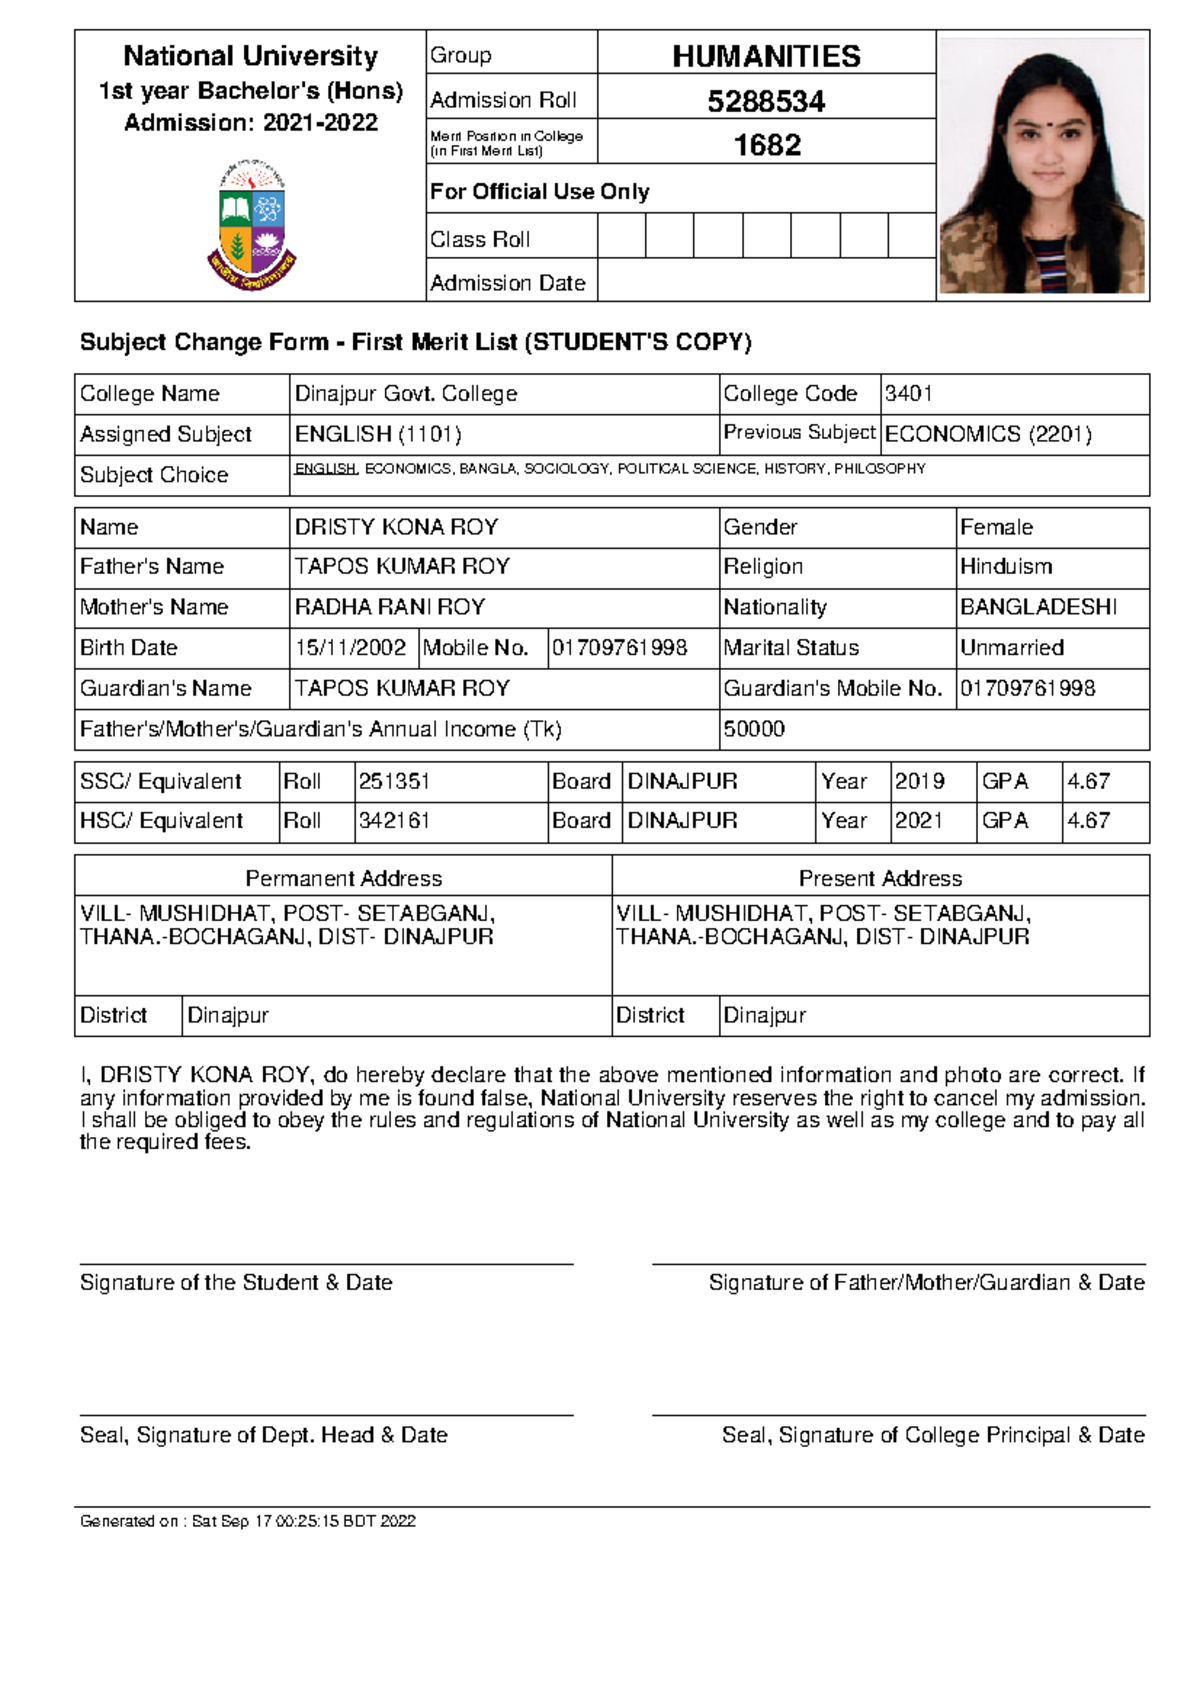 National University
1st year Bachelor's (Hons)
Admission: 2021-2022
Group HUMANITIES
Admission Roll 5288534
Merit Position in College
(in First Merit List) 1682
For Official Use Only
Class Roll
Admission Date
Subject Change Form - First Merit List (STUDENT'S COPY)
College Name Dinajpur Govt. College College Code 3401
Assigned Subject ENGLISH (1101) Previous Subject ECONOMICS (2201)
Subject Choice ENGLISH, ECONOMICS, BANGLA, SOCIOLOGY, POLITICAL SCIENCE, HISTORY, PHILOSOPHY
Name DRISTY KONA ROY Gender Female
Father's Name TAPOS KUMAR ROY Religion Hinduism
Mother's Name RADHA RANI ROY Nationality BANGLADESHI
Birth Date 15/11/2002 Mobile No. 01709761998 Marital Status Unmarried
Guardian's Name TAPOS KUMAR ROY Guardian's Mobile No. 01709761998
Father's/Mother's/Guardian's Annual Income (Tk) 50000
SSC/ Equivalent Roll 251351 Board DINAJPUR Year 2019 GPA 4.67
HSC/ Equivalent Roll 342161 Board DINAJPUR Year 2021 GPA 4.67
Permanent Address Present Address
VILL- MUSHIDHAT, POST- SETABGANJ, VILL- MUSHIDHAT, POST- SETABGANJ,
THANA.-BOCHAGANJ, DIST- DINAJPUR THANA.-BOCHAGANJ, DIST- DINAJPUR
District Dinajpur District Dinajpur
I, DRISTY KONA ROY, do hereby declare that the above mentioned information and photo are correct. If
any information provided by me is found false, National University reserves the right to cancel my admission.
I shall be obliged to obey the rules and regulations of National University as well as my college and to pay all
the required fees.
Signature of the Student & Date Signature of Father/Mother/Guardian & Date
Seal, Signature of Dept. Head & Date Seal, Signature of College Principal & Date
Generated on : Sat Sep 17 00:25:15 BDT 2022